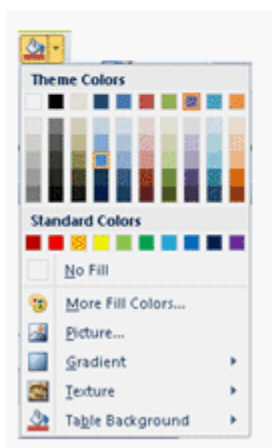 Theme Colors
Standard Colors
No Fill
More Fill Colors...
Picture...
Gradient
Texture
Table Background